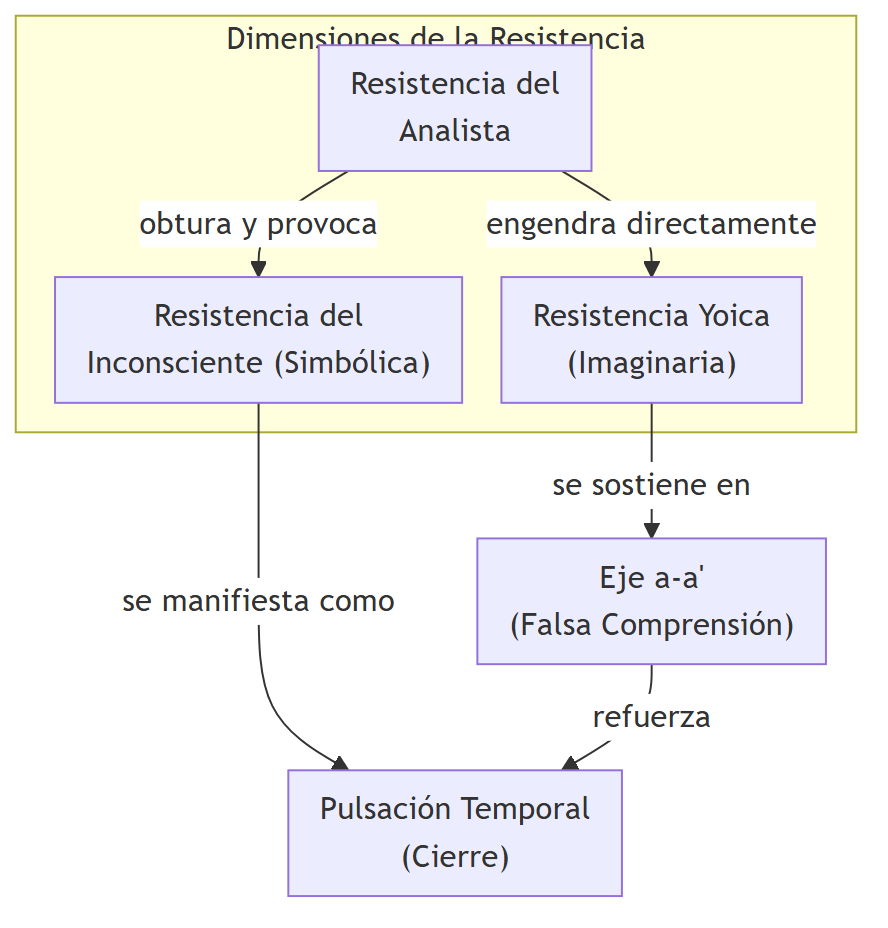 Dimensiones de la Resistencia
Resistencia del
Analista
obtura y provoca
engendra directamente
Resistencia del
Inconsciente (Simbólica)
Resistencia Yoica
(Imaginaria)
se sostiene en
Eje a-a'
(Falsa Comprensión)
se manifiesta como
refuerza
Pulsación Temporal
(Cierre)